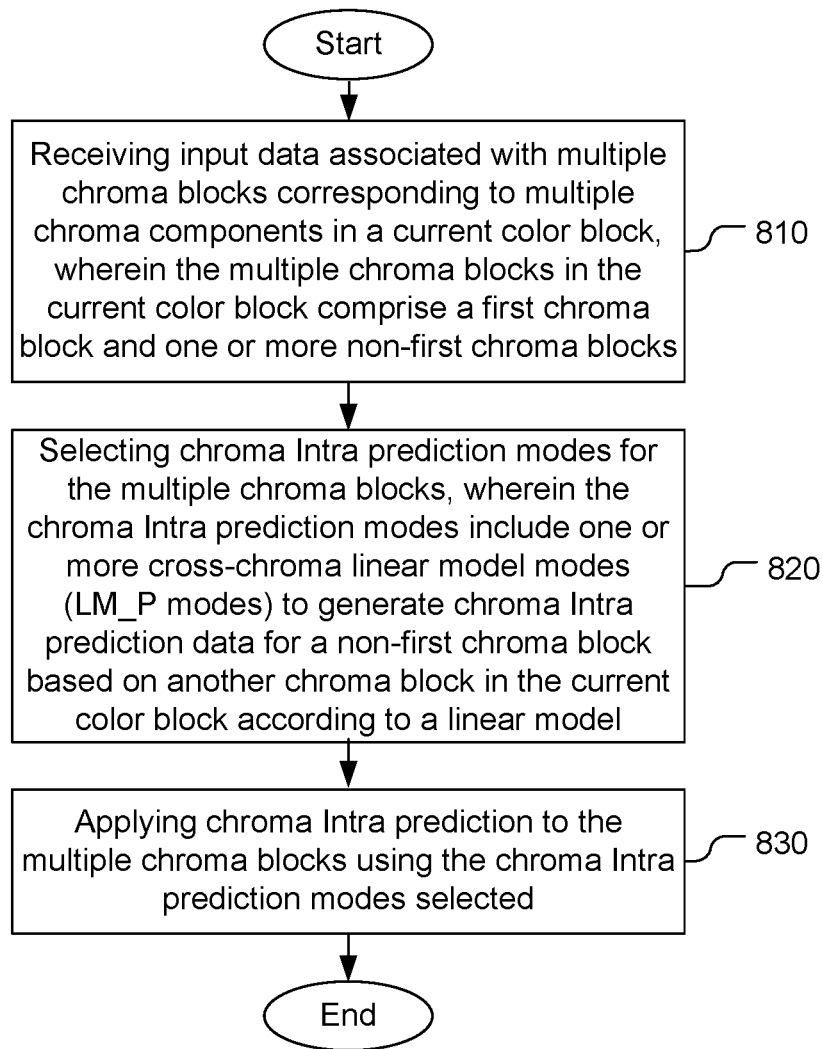 Start
Receiving input data associated with multiple
chroma blocks corresponding to multiple
chroma components in a current color block,
wherein the multiple chroma blocks in the
current color block comprise a first chroma
block and one or more non-first chroma blocks
810
Selecting chroma Intra prediction modes for
the multiple chroma blocks, wherein the
chroma Intra prediction modes include one or
more cross-chroma linear model modes
(LM_P modes) to generate chroma Intra
prediction data for a non-first chroma block
based on another chroma block in the current
color block according to a linear model
820
Applying chroma Intra prediction to the
multiple chroma blocks using the chroma Intra
prediction modes selected
830
End